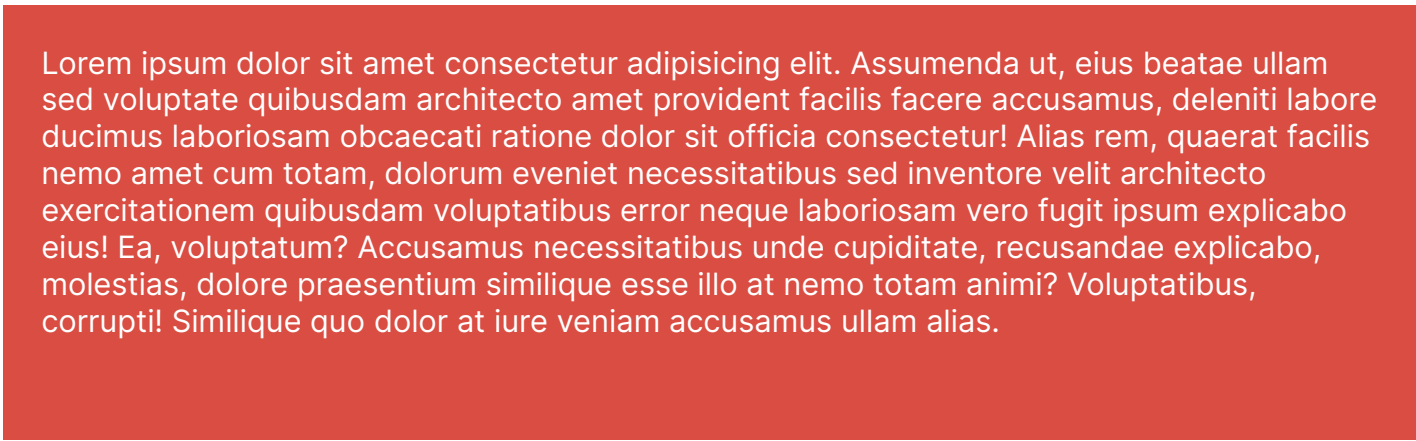 Lorem ipsum dolor sit amet consectetur adipisicing elit. Assumenda ut, eius beatae ullam
sed voluptate quibusdam architecto amet provident facilis facere accusamus, deleniti labore
ducimus laboriosam obcaecati ratione dolor sit officia consectetur! Alias rem, quaerat facilis
nemo amet cum totam, dolorum eveniet necessitatibus sed inventore velit architecto
exercitationem quibusdam voluptatibus error neque laboriosam vero fugit ipsum explicabo
eius! Ea, voluptatum? Accusamus necessitatibus unde cupiditate, recusandae explicabo,
molestias, dolore praesentium similique esse illo at nemo totam animi? Voluptatibus,
corrupti! Similique quo dolor at iure veniam accusamus ullam alias.